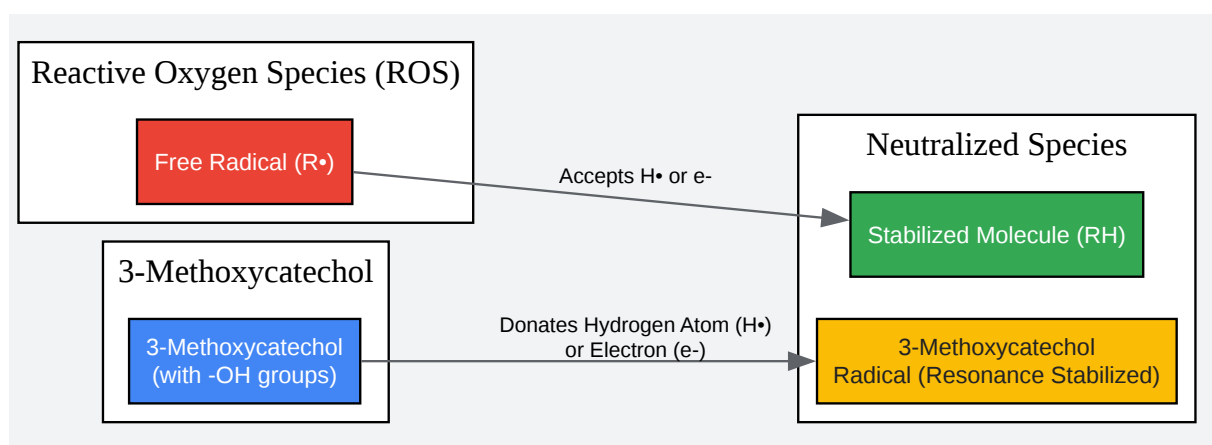 Reactive Oxygen Species (ROS)
Free Radical (R•)
Accepts H• or e-
Neutralized Species
Stabilized Molecule (RH)
3-Methoxycatechol
3-Methoxycatechol
(with -OH groups)
Donates Hydrogen Atom (H•)
or Electron (e-)
3-Methoxycatechol
Radical (Resonance Stabilized)